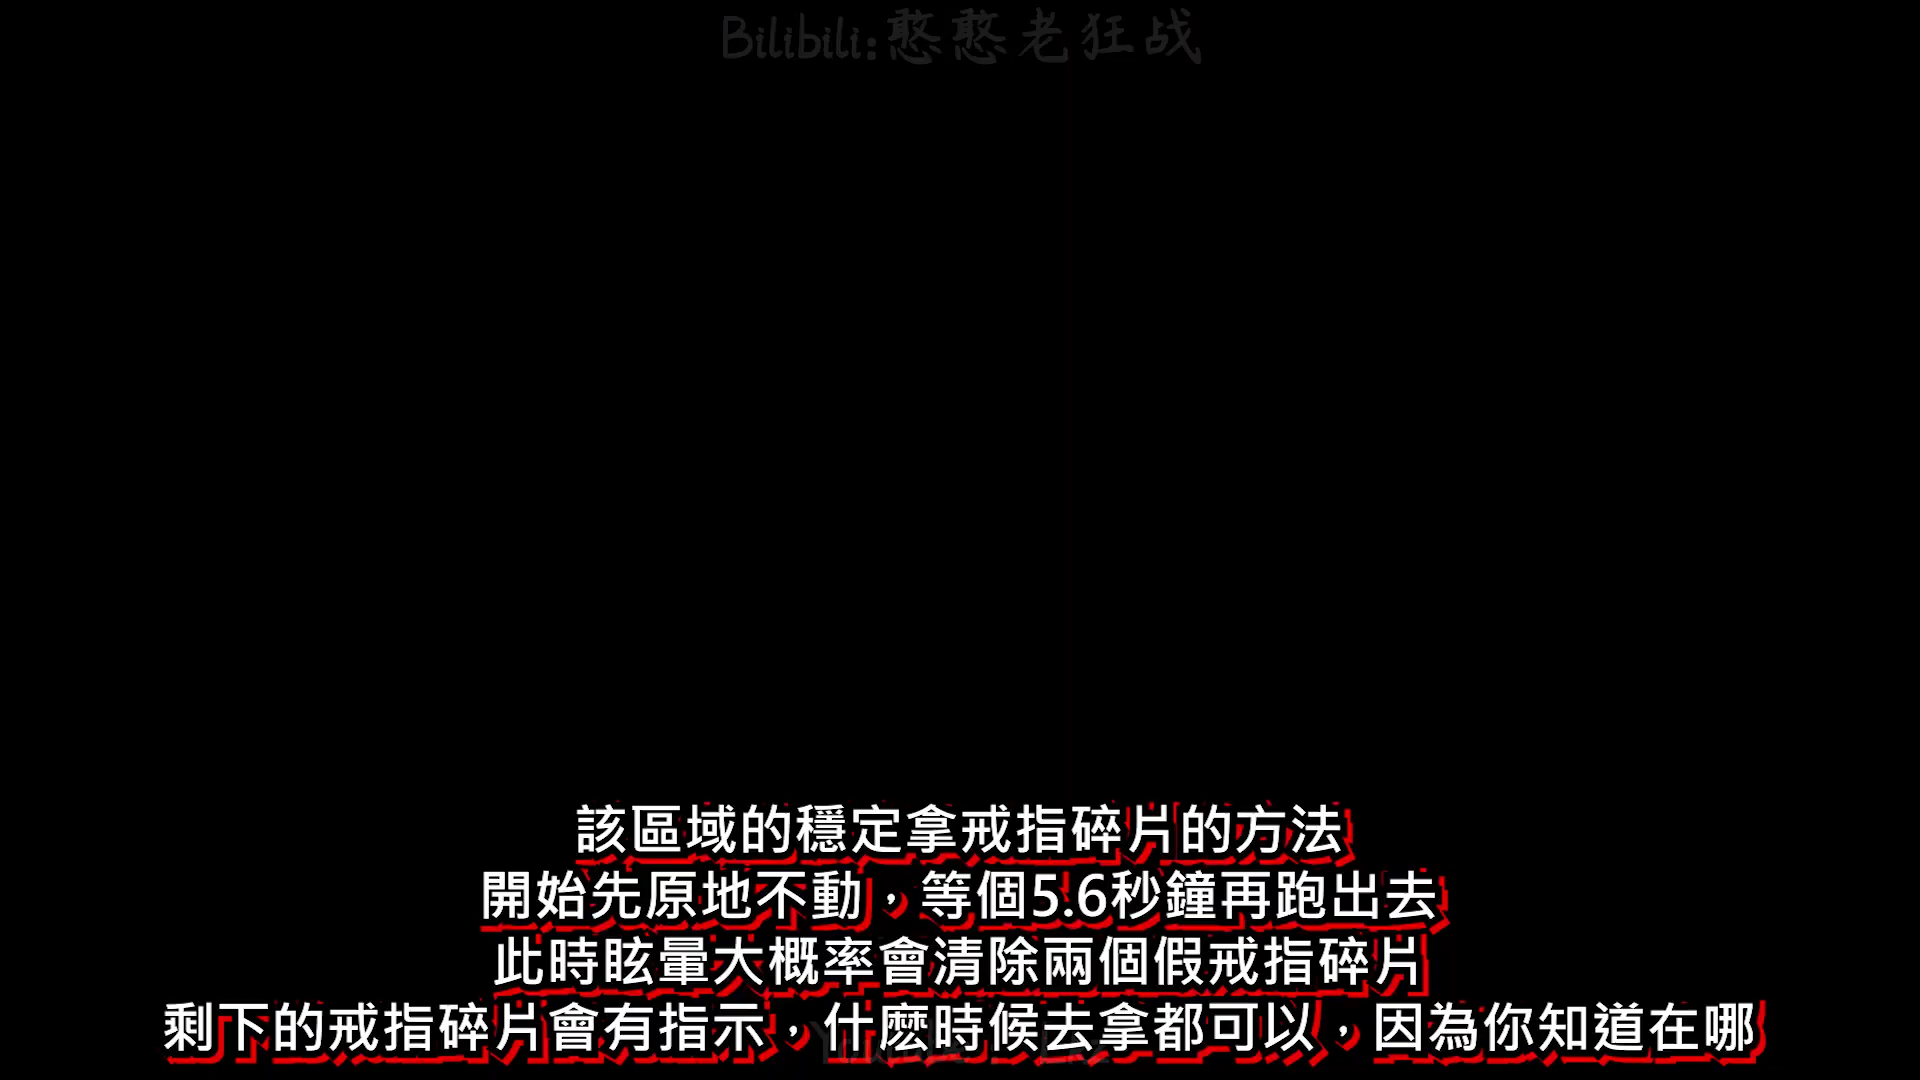 Bilibili:憨憨老狂战
該區域的穩定拿戒指碎片的方法
開始先原地不動，等個5.6秒鐘再跑出去
此時眩暈大概率會清除兩個假戒指碎片
剩下的戒指碎片會有指示，什麼時候去拿都可以，因為你知道在哪